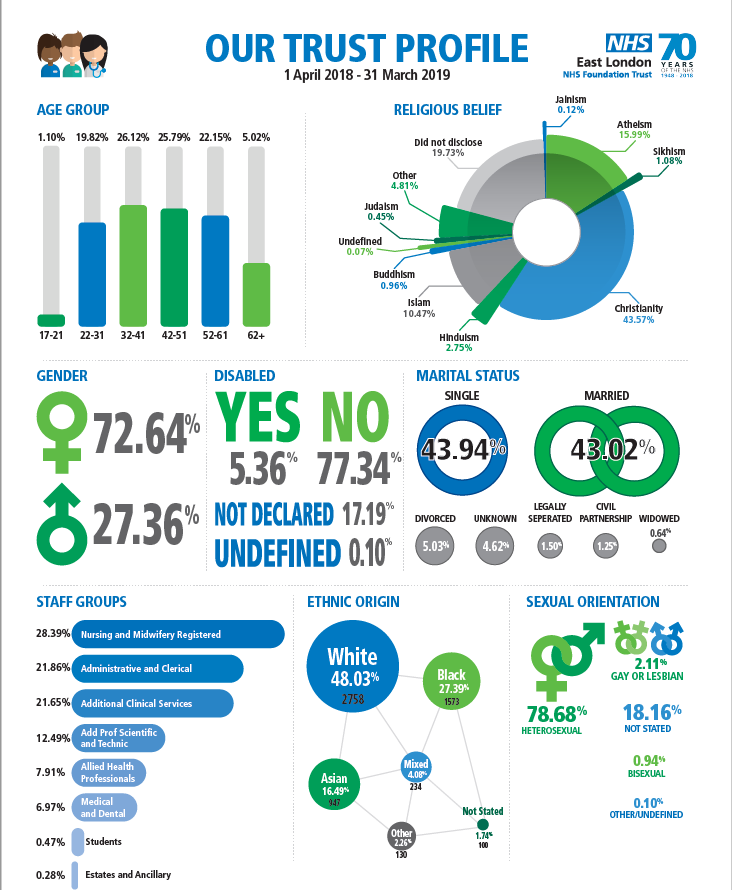 OUR TRUST PROFILE
1 April 2018 - 31 March 2019
NHS
East London
NHS Foundation Trust
70
YEARS
OF THE NHS
1948 - 2018
AGE GROUP
1.10% 19.82% 26.12% 25.79% 22.15% 5.02%
17-21 22-31 32-41 42-51 52-61 62+
RELIGIOUS BELIEF
Jainism
0.12%
Atheism
15.99%
Sikhism
1.08%
Christianity
43.57%
Hinduism
2.75%
Islam
10.47%
Buddhism
0.96%
Undefined
0.07%
Judaism
0.45%
Other
4.81%
Did not disclose
19.73%
GENDER
72.64%
27.36%
DISABLED
YES NO
5.36% 77.34%
NOT DECLARED 17.19%
UNDEFINED 0.10%
MARITAL STATUS
SINGLE
43.94%
MARRIED
43.02%
DIVORCED
5.03%
UNKNOWN
4.62%
LEGALLY
SEPERATED
1.50%
CIVIL
PARTNERSHIP
1.25%
WIDOWED
0.64%
STAFF GROUPS
28.39% Nursing and Midwifery Registered
21.86% Administrative and Clerical
21.65% Additional Clinical Services
12.49% Add Prof Scientific
and Technic
7.91% Allied Health
Professionals
6.97% Medical
and Dental
0.47% Students
0.28% Estates and Ancillary
ETHNIC ORIGIN
White
48.03%
2758
Black
27.39%
1573
Asian
16.49%
947
Mixed
4.08%
234
Other
2.26%
130
Not Stated
1.74%
100
SEXUAL ORIENTATION
78.68%
HETEROSEXUAL
2.11%
GAY OR LESBIAN
18.16%
NOT STATED
0.94%
BISEXUAL
0.10%
OTHER/UNDEFINED